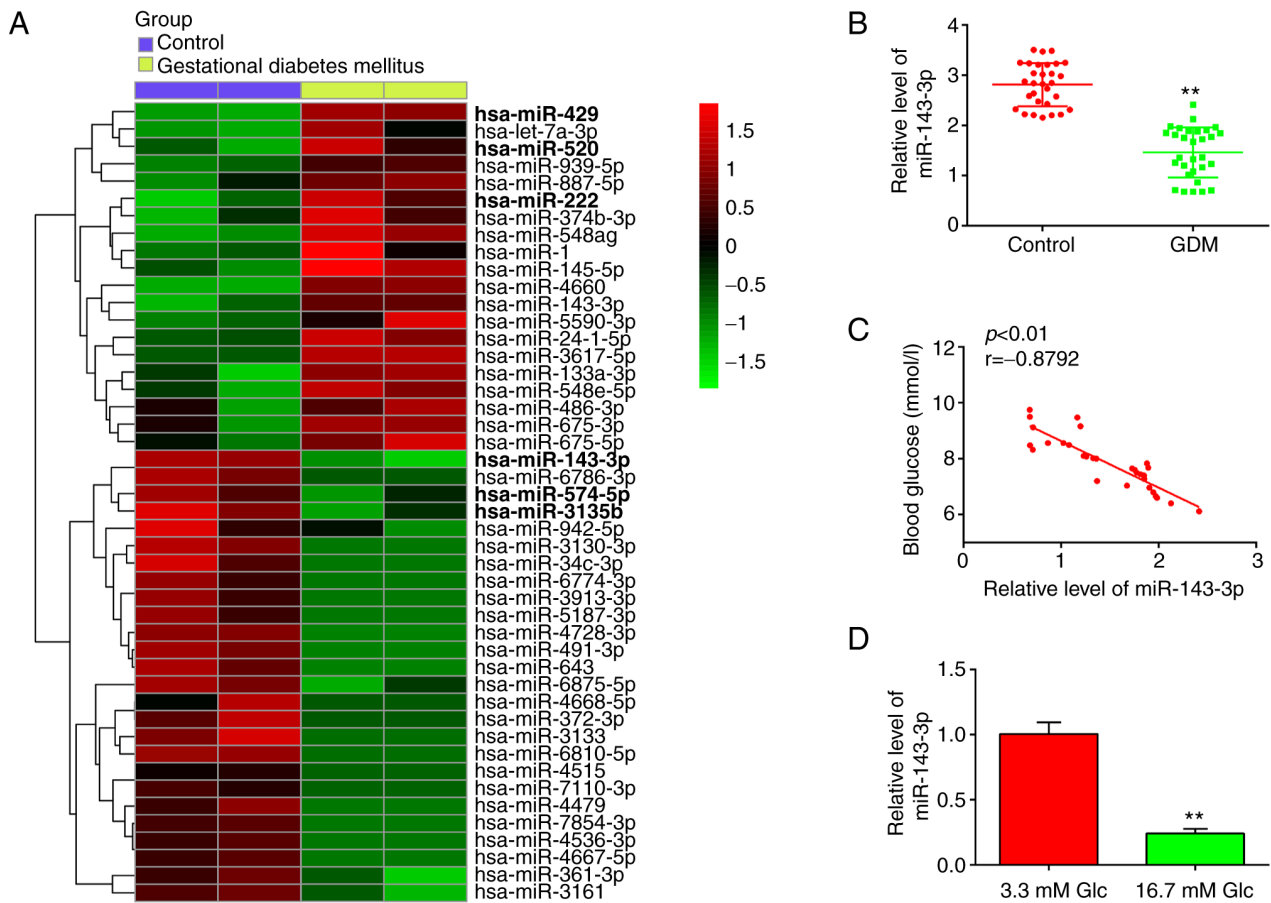 A
Group
Control
Gestational diabetes mellitus
hsa-miR-429
hsa-let-7a-3p
hsa-miR-520
hsa-miR-939-5p
hsa-miR-887-5p
hsa-miR-222
hsa-miR-374b-3p
hsa-miR-548ag
hsa-miR-1
hsa-miR-145-5p
hsa-miR-4660
hsa-miR-143-3p
hsa-miR-5590-3p
hsa-miR-24-1-5p
hsa-miR-3617-5p
hsa-miR-133a-3p
hsa-miR-548e-5p
hsa-miR-486-3p
hsa-miR-675-3p
hsa-miR-675-5p
hsa-miR-143-3p
hsa-miR-6786-3p
hsa-miR-574-5p
hsa-miR-3135b
hsa-miR-942-5p
hsa-miR-3130-3p
hsa-miR-34c-3p
hsa-miR-6774-3p
hsa-miR-3913-3p
hsa-miR-5187-3p
hsa-miR-4728-3p
hsa-miR-491-3p
hsa-miR-643
hsa-miR-6875-5p
hsa-miR-4668-5p
hsa-miR-372-3p
hsa-miR-3133
hsa-miR-6810-5p
hsa-miR-4515
hsa-miR-7110-3p
hsa-miR-4479
hsa-miR-7854-3p
hsa-miR-4536-3p
hsa-miR-4667-5p
hsa-miR-361-3p
hsa-miR-3161
1.5
1
0.5
0
−0.5
−1
−1.5
B
Relative level of
miR-143-3p
4
3
2
1
0
**
Control GDM
C
p<0.01
r=−0.8792
Blood glucose (mmol/l)
12
10
8
6
0 1 2 3
Relative level of miR-143-3p
D
Relative level of
miR-143-3p
1.5
1.0
0.5
0.0
**
3.3 mM Glc 16.7 mM Glc